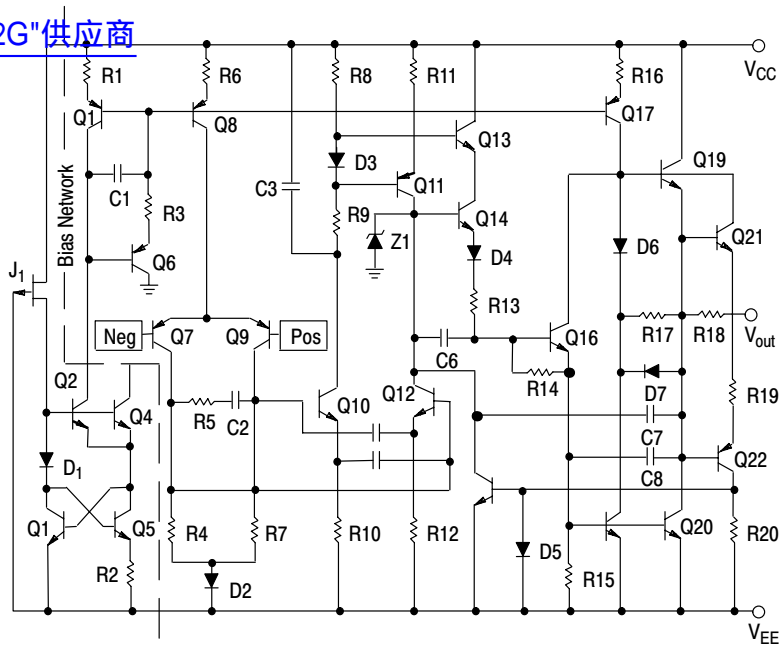 2G"供应商
R1
R6
R8
R11
R16
VCC
Q1
Q8
Q17
Q13
D3
Q19
Bias Network
C1
C3
Q11
R3
R9
Q14
Q21
Z1
Q6
D4
D6
J1
R13
Neg
Q7
Q9
Pos
Q16
R17
R18
Vout
C6
Q2
Q4
R5
C2
Q10
Q12
R14
D7
R19
C7
D1
Q22
C8
Q1
Q5
R4
R7
R10
R12
D5
Q20
R20
R2
D2
R15
VEE